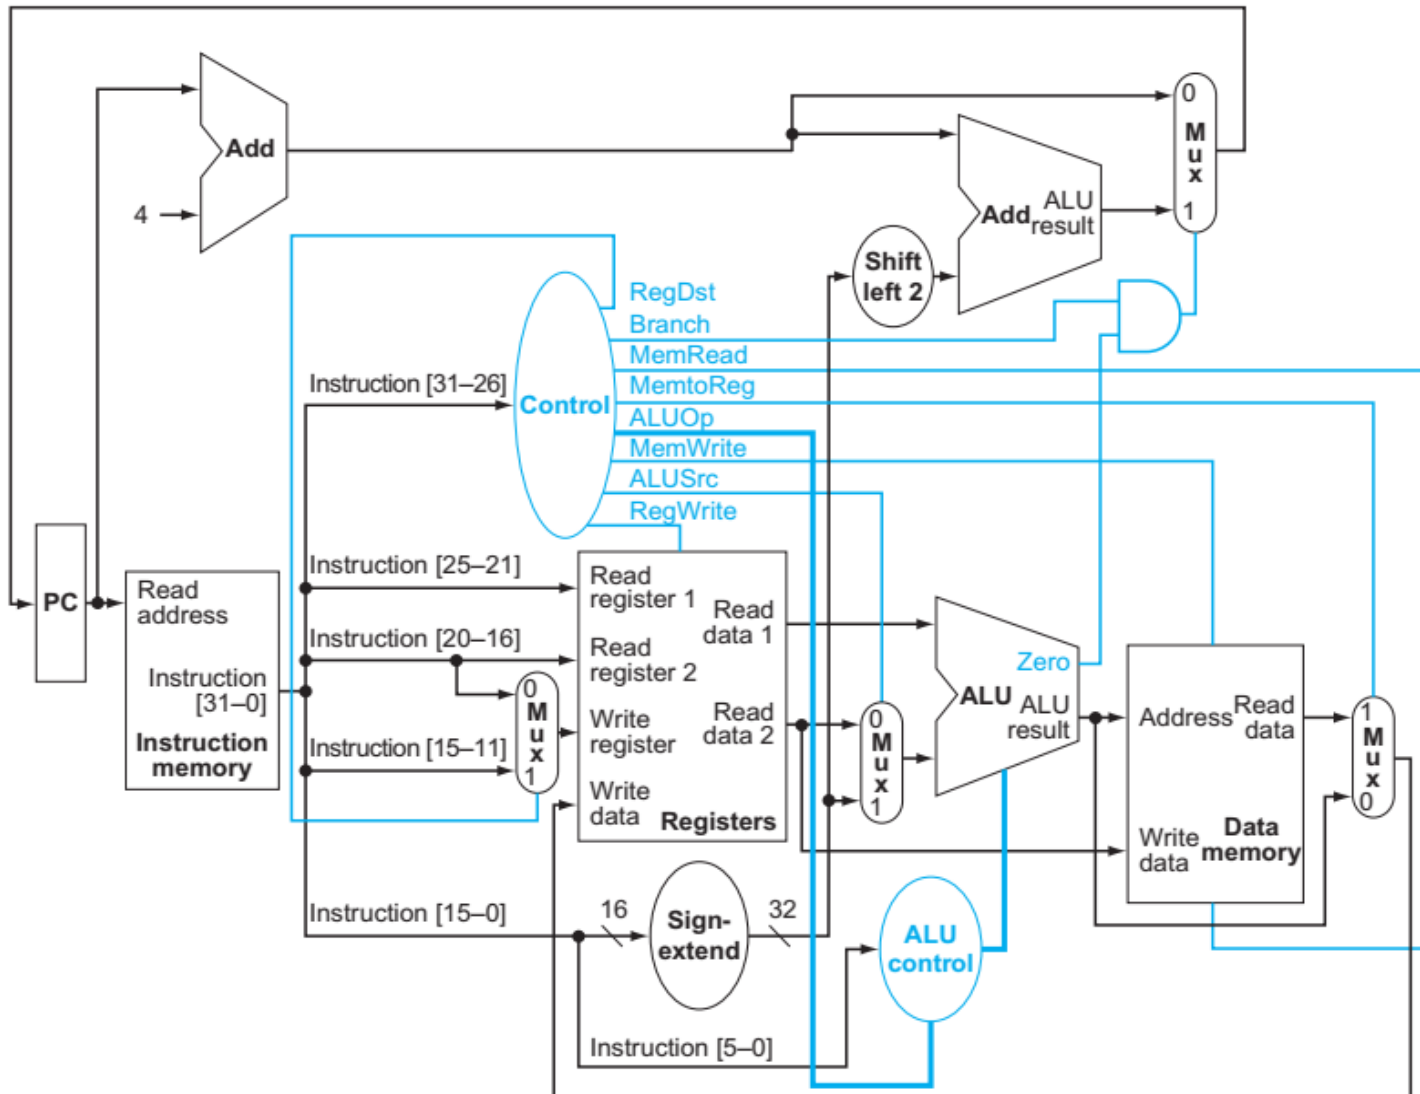 Add
4
0
Mux
1
Add
ALU
result
Shift
left 2
RegDst
Branch
MemRead
MemtoReg
ALUOp
MemWrite
ALUSrc
RegWrite
Control
Instruction [31–26]
PC
Read
address
Instruction
[31–0]
Instruction
memory
Instruction [25–21]
Instruction [20–16]
Instruction [15–11]
0
Mux
1
Read
register 1
Read
register 2
Write
register
Write
data
Read
data 1
Read
data 2
Registers
0
Mux
1
Zero
ALU
ALU
result
Address
Read
data
Write
data
Data
memory
1
Mux
0
Instruction [15–0]
16
Sign-
extend
32
ALU
control
Instruction [5–0]